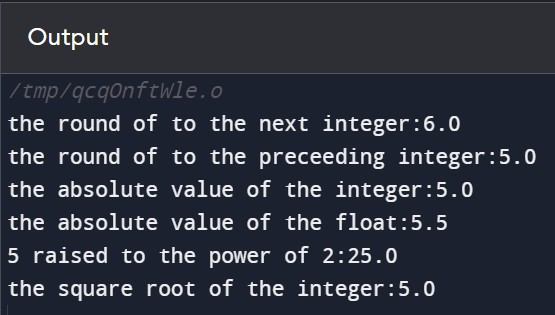 Output
/tmp/qcqOnftWle.o
the round of to the next integer:6.0
the round of to the preceeding integer:5.0
the absolute value of the integer:5.0
the absolute value of the float:5.5
5 raised to the power of 2:25.0
the square root of the integer:5.0